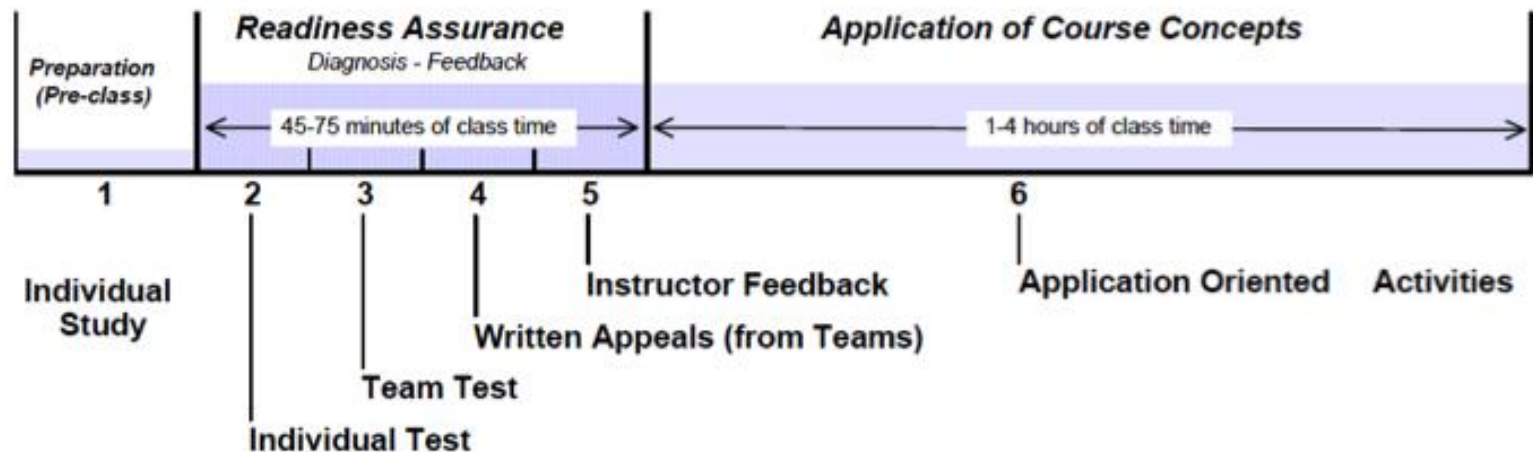 Preparation
(Pre-class)
Readiness Assurance
Diagnosis - Feedback
45-75 minutes of class time
Application of Course Concepts
1-4 hours of class time
1
2
3
4
5
6
Individual
Study
Instructor Feedback
Application Oriented Activities
Written Appeals (from Teams)
Team Test
Individual Test